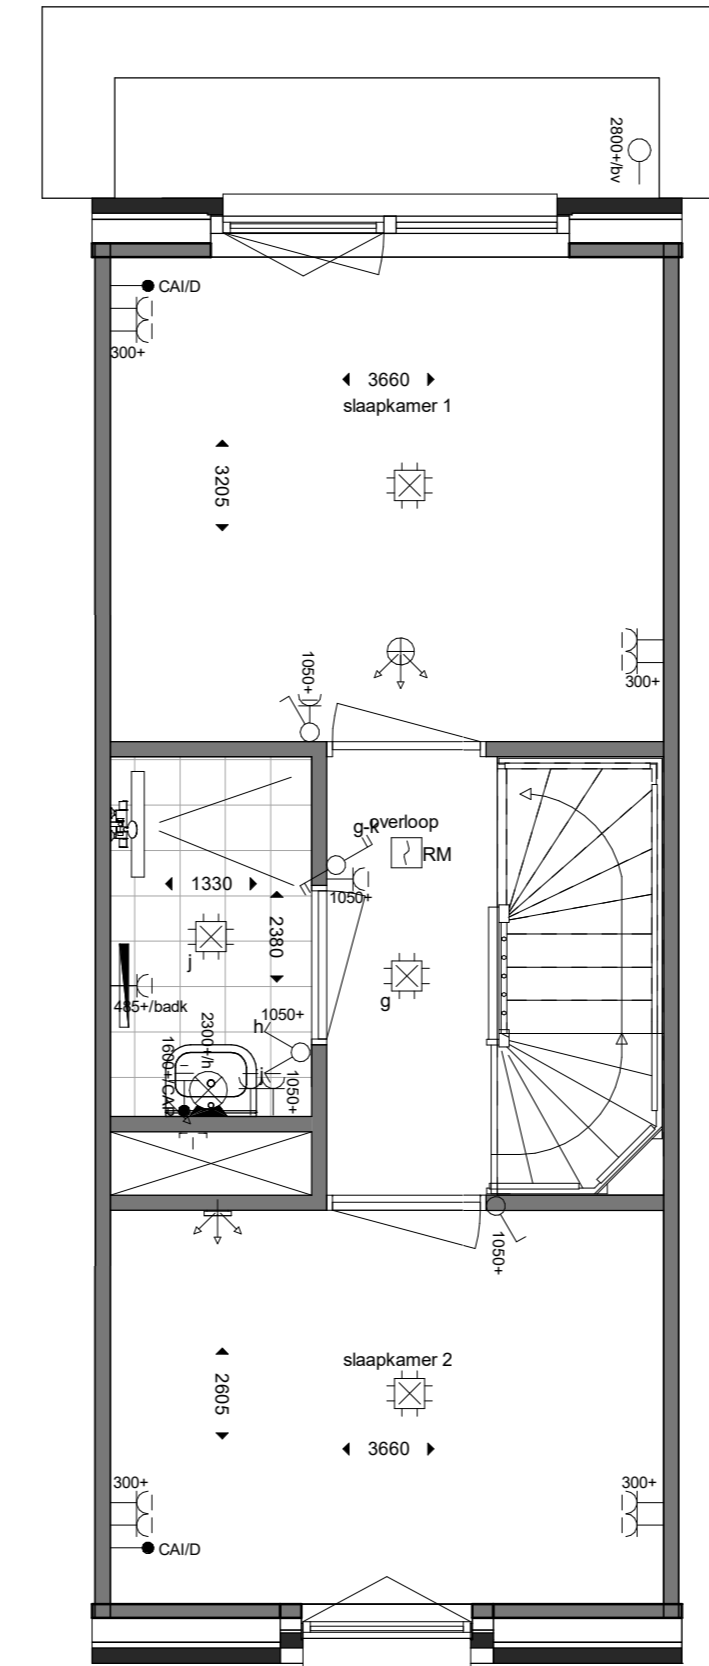 2800+/bv
CAI/D
300+
3660
slaapkamer 1
3205
1050+
300+
overloop
g-k
RM
1330
1050+
2380
j
g
485+/badk
h
1050+
2300+/h
1600+/CAP
i
1050+
1050+
slaapkamer 2
2605
3660
300+
300+
CAI/D